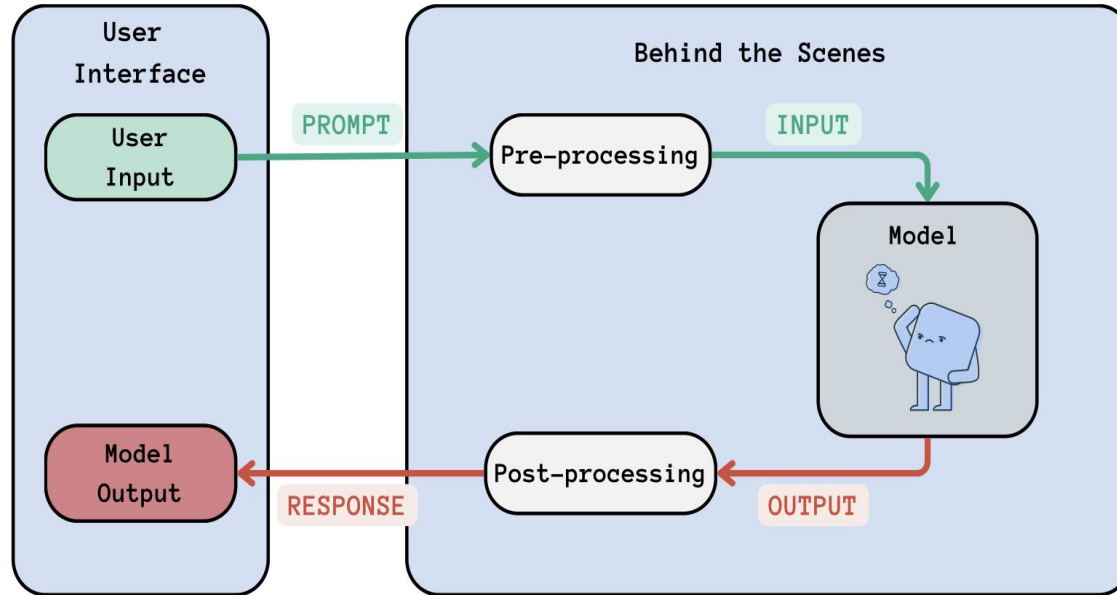 User
Interface
Behind the Scenes
User
Input
PROMPT
Pre-processing
INPUT
Model
Model
Output
RESPONSE
Post-processing
OUTPUT